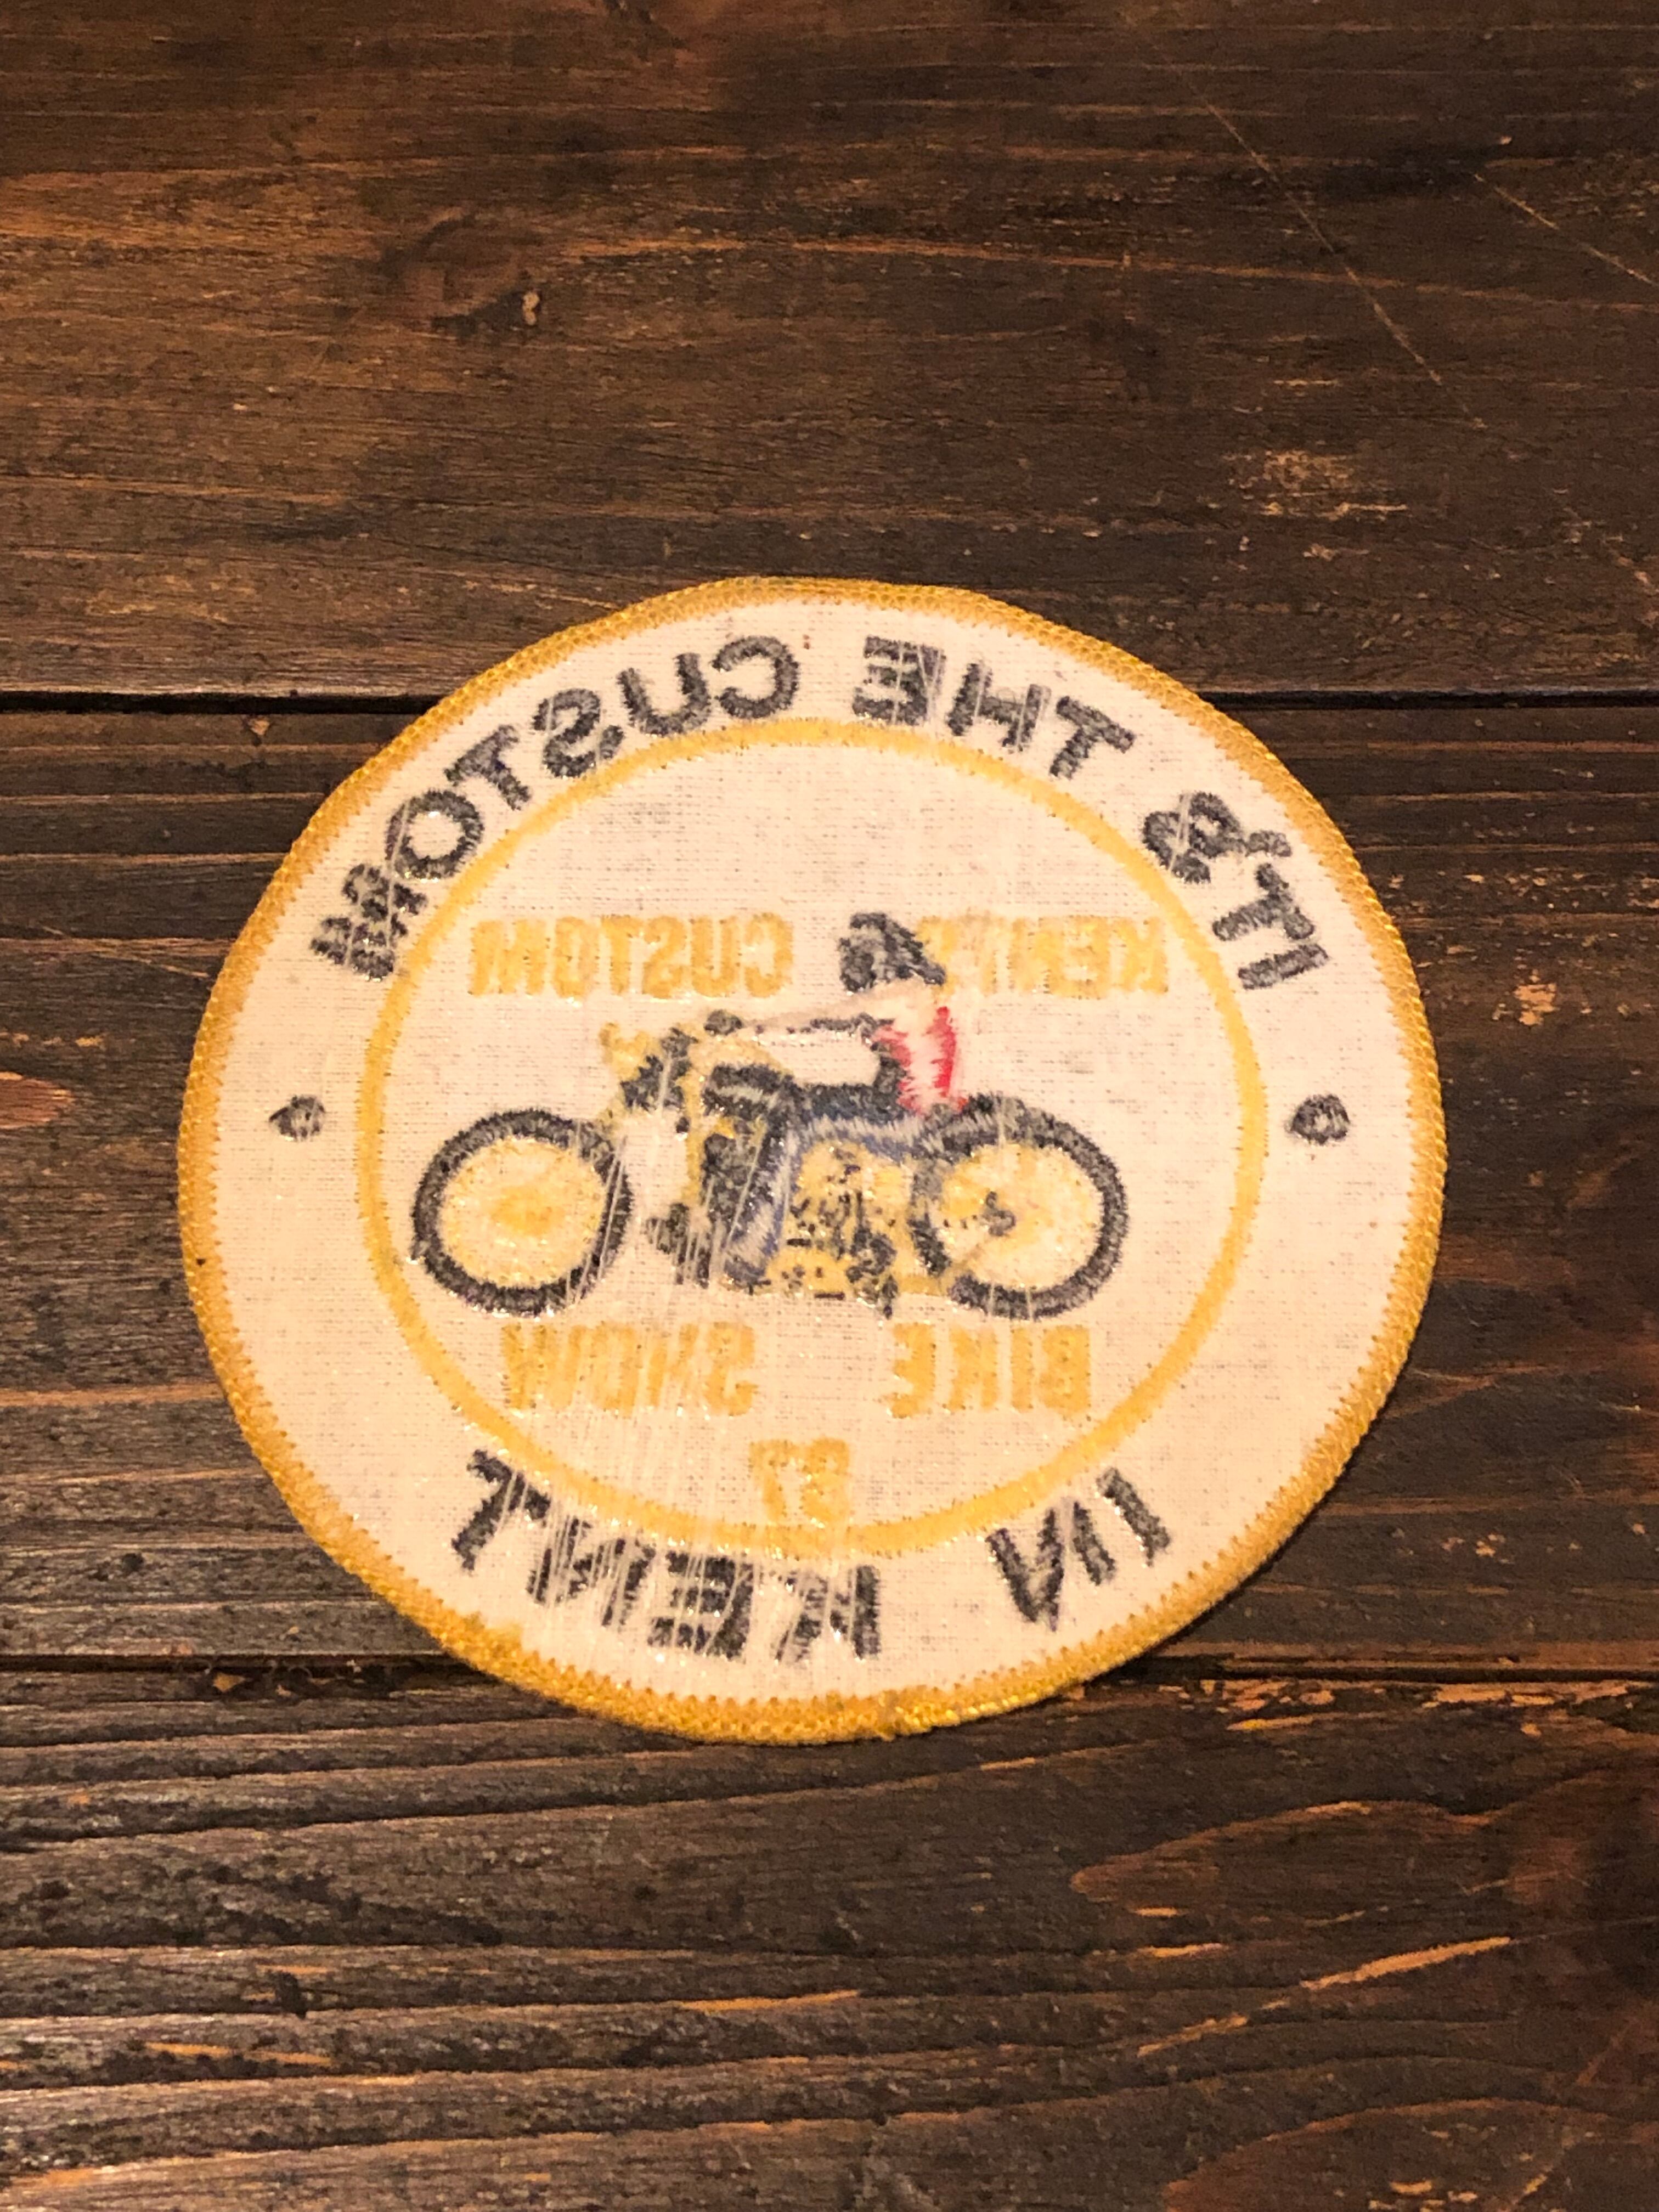 IT'S THE CUSTOM
KENT'S CUSTOM
BIKE SHOW
87
IN KENT